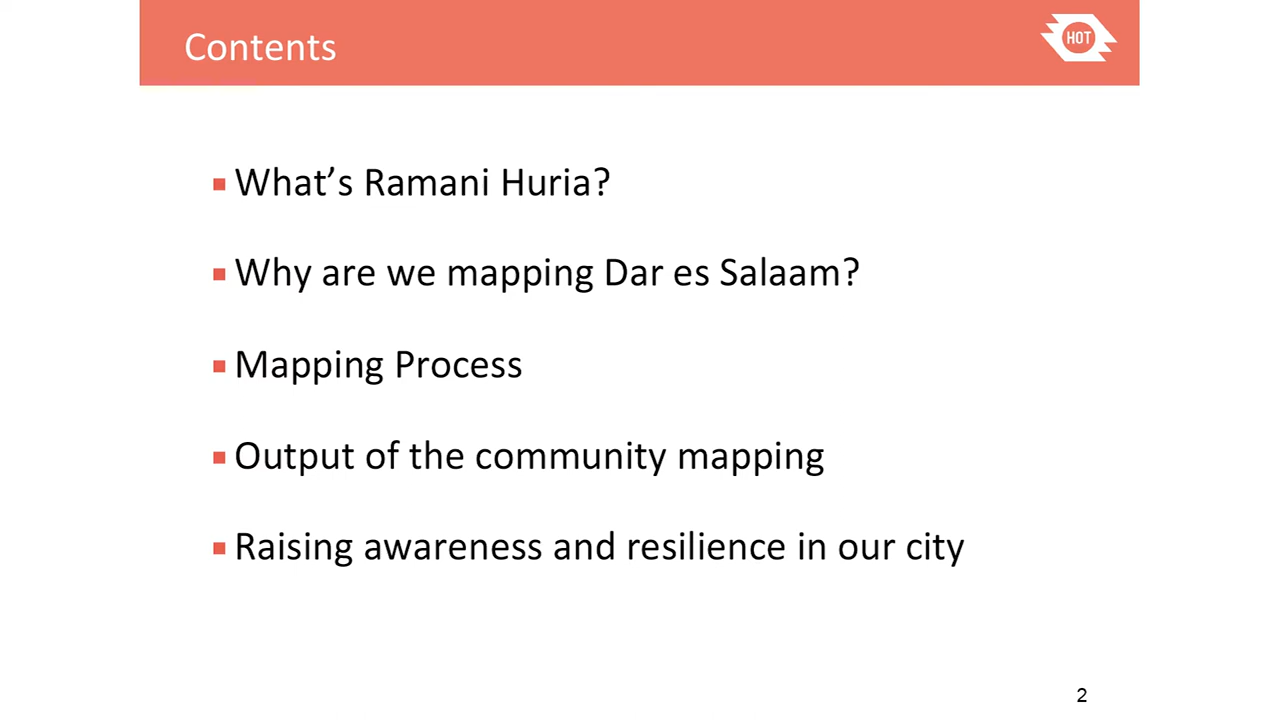 Contents
HOT
What’s Ramani Huria?
Why are we mapping Dar es Salaam?
Mapping Process
Output of the community mapping
Raising awareness and resilience in our city
2